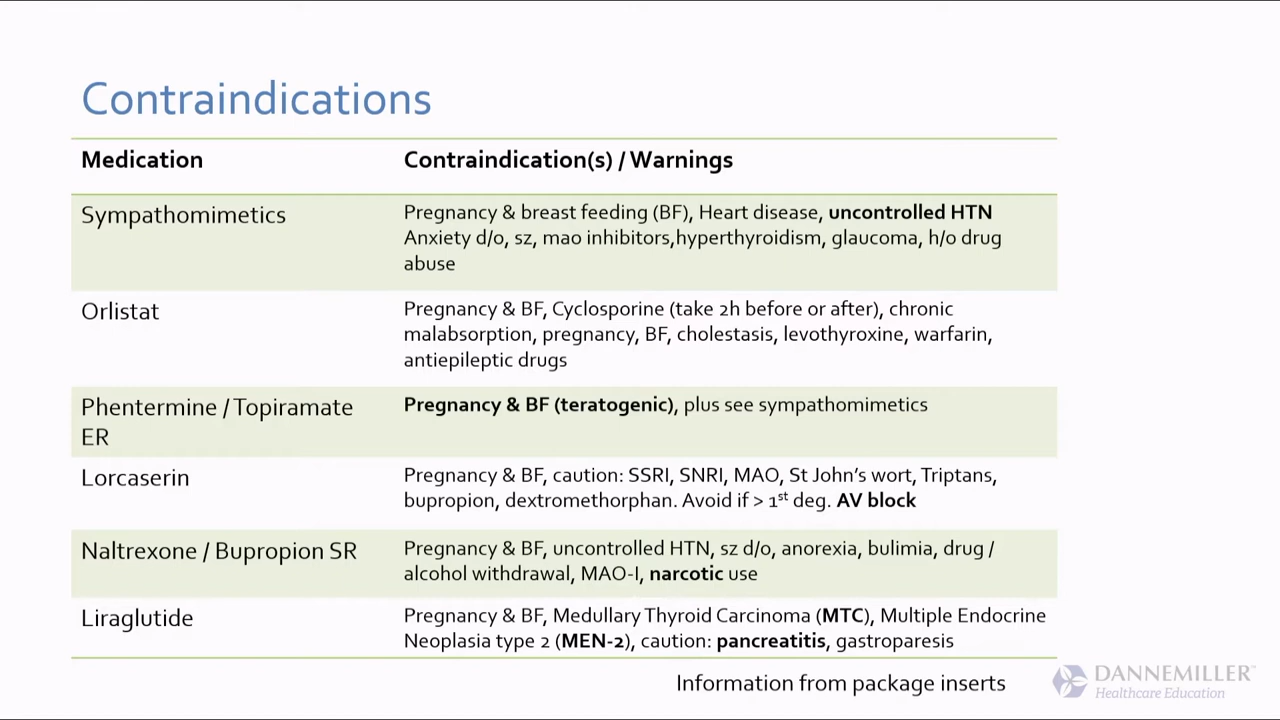 Contraindications
Medication
Contraindication(s) / Warnings
Sympathomimetics
Pregnancy & breast feeding (BF), Heart disease, uncontrolled HTN
Anxiety d/o, sz, mao inhibitors,hyperthyroidism, glaucoma, h/o drug
abuse
Orlistat
Pregnancy & BF, Cyclosporine (take 2h before or after), chronic
malabsorption, pregnancy, BF, cholestasis, levothyroxine, warfarin,
antiepileptic drugs
Phentermine / Topiramate
ER
Pregnancy & BF (teratogenic), plus see sympathomimetics
Lorcaserin
Pregnancy & BF, caution: SSRI, SNRI, MAO, St John's wort, Triptans,
bupropion, dextromethorphan. Avoid if > 1st deg. AV block
Naltrexone / Bupropion SR
Pregnancy & BF, uncontrolled HTN, sz d/o, anorexia, bulimia, drug /
alcohol withdrawal, MAO-I, narcotic use
Liraglutide
Pregnancy & BF, Medullary Thyroid Carcinoma (MTC), Multiple Endocrine
Neoplasia type 2 (MEN-2), caution: pancreatitis, gastroparesis
Information from package inserts
DANNEMILLER™
Healthcare Education